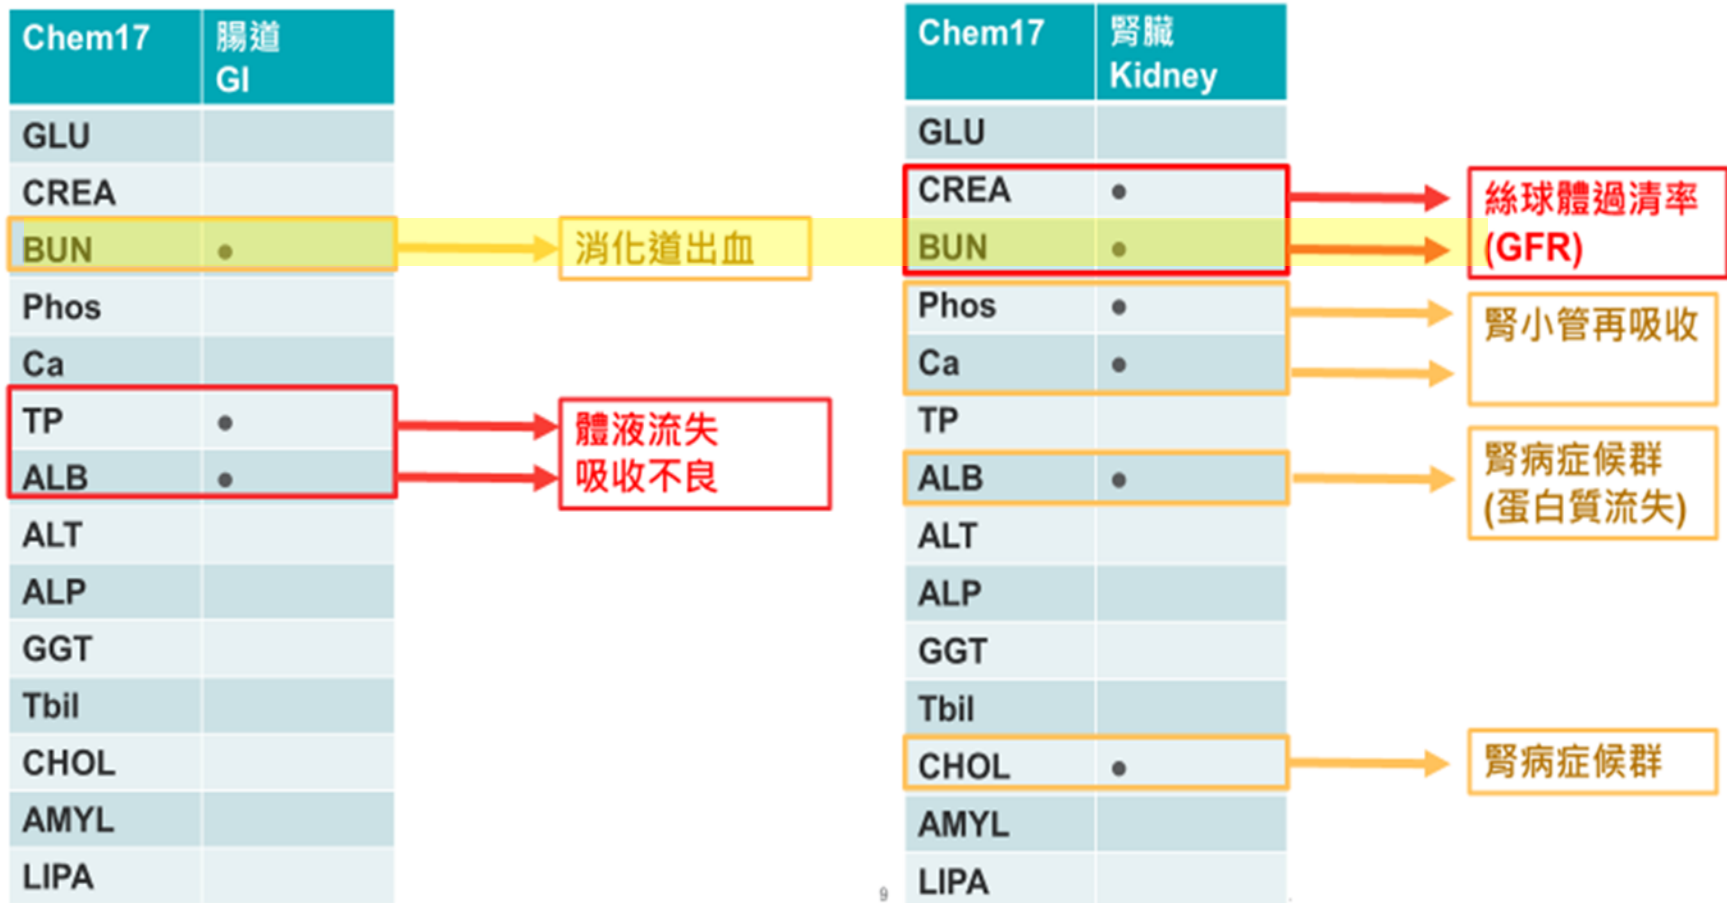 Chem17 腸道
GI
GLU
CREA
BUN 消化道出血
Phos
Ca
TP 體液流失
ALB 吸收不良
ALT
ALP
GGT
Tbil
CHOL
AMYL
LIPA
9
Chem17 腎臟
Kidney
GLU
CREA 絲球體過清率
BUN (GFR)
Phos 腎小管再吸收
Ca
TP
ALB 腎病症候群
(蛋白質流失)
ALT
ALP
GGT
Tbil
CHOL 腎病症候群
AMYL
LIPA